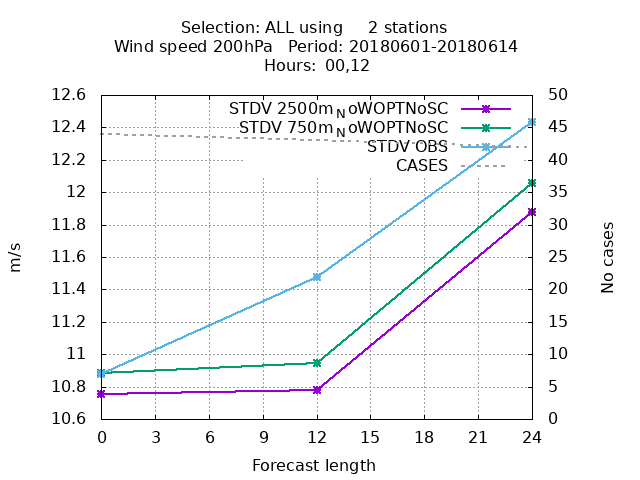 Selection: ALL using     2 stations
Wind speed 200hPa   Period: 20180601-20180614
Hours: 00,12
12.6
12.4
12.2
12
11.8
11.6
11.4
11.2
11
10.8
10.6
m/s
STDV 2500mNoWOPTNoSC
STDV 750mNoWOPTNoSC
STDV OBS
CASES
50
45
40
35
30
25
20
15
10
5
0
No cases
0 3 6 9 12 15 18 21 24
Forecast length